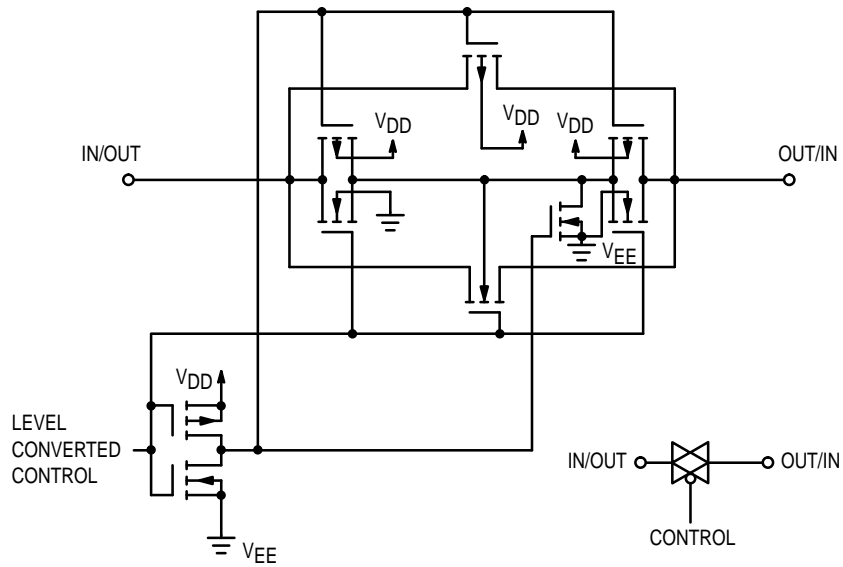 VDD
VDD
VDD
IN/OUT
OUT/IN
VEE
VDD
LEVEL
CONVERTED
CONTROL
IN/OUT
OUT/IN
CONTROL
VEE